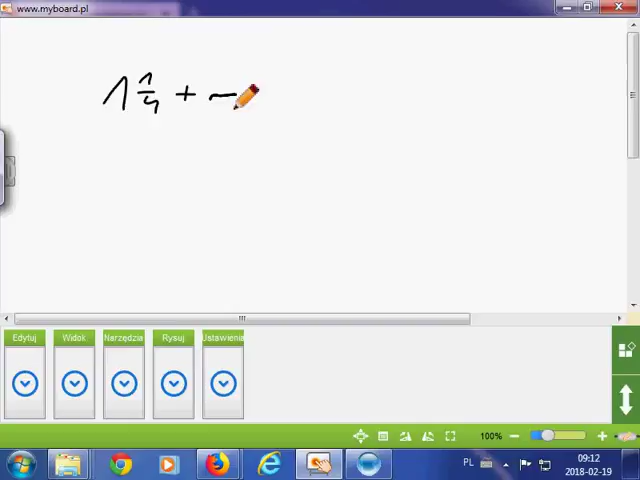 www.myboard.pl
1 1/4 + —
Edytuj Widok Narzędzia Rysuj Ustawienia
100%
PL 09:12
2018-02-19